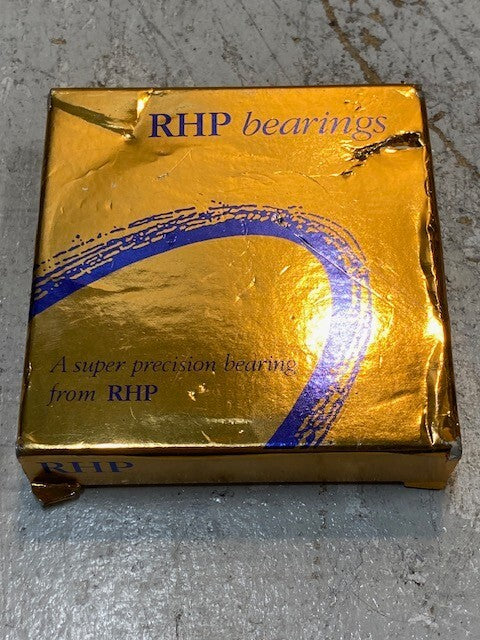 RHP bearings
A super precision bearing
from RHP
RHP